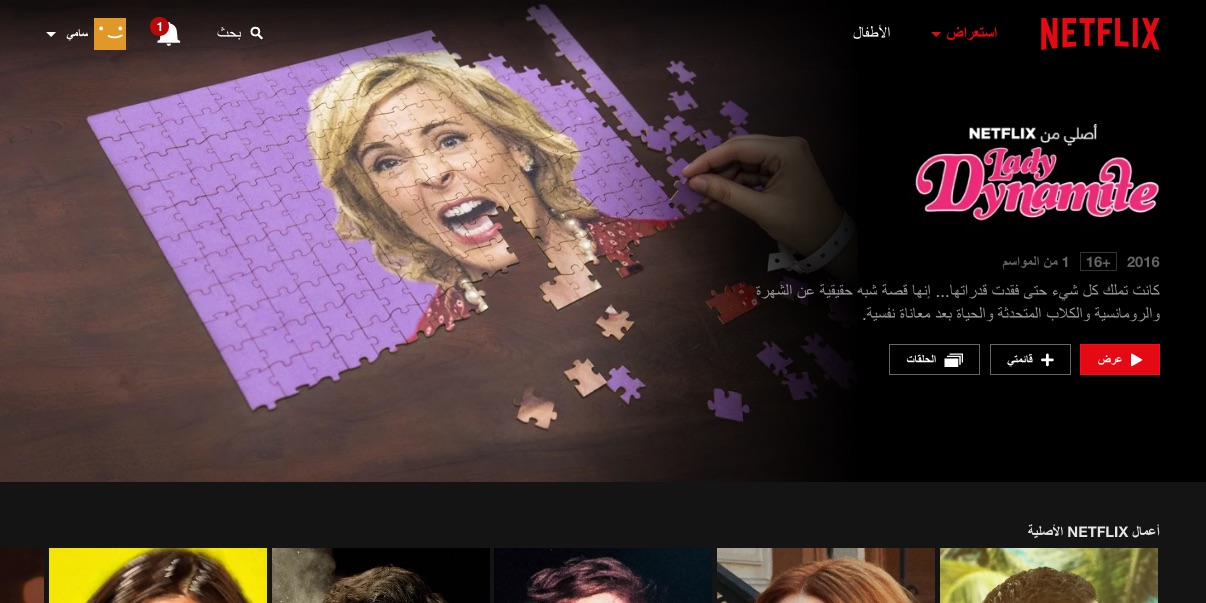 NETFLIX
استعراض
الأطفال
بحث
1
سامي
أصلي من NETFLIX
Lady
Dynamite
2016 +16 1 من المواسم
كانت تملك كل شيء حتى فقدت قدراتها... إنها قصة شبه حقيقية عن الشهرة
والرومانسية والكلاب المتحدثة والحياة بعد معاناة نفسية.
عرض
قائمتي
الحلقات
أعمال NETFLIX الأصلية